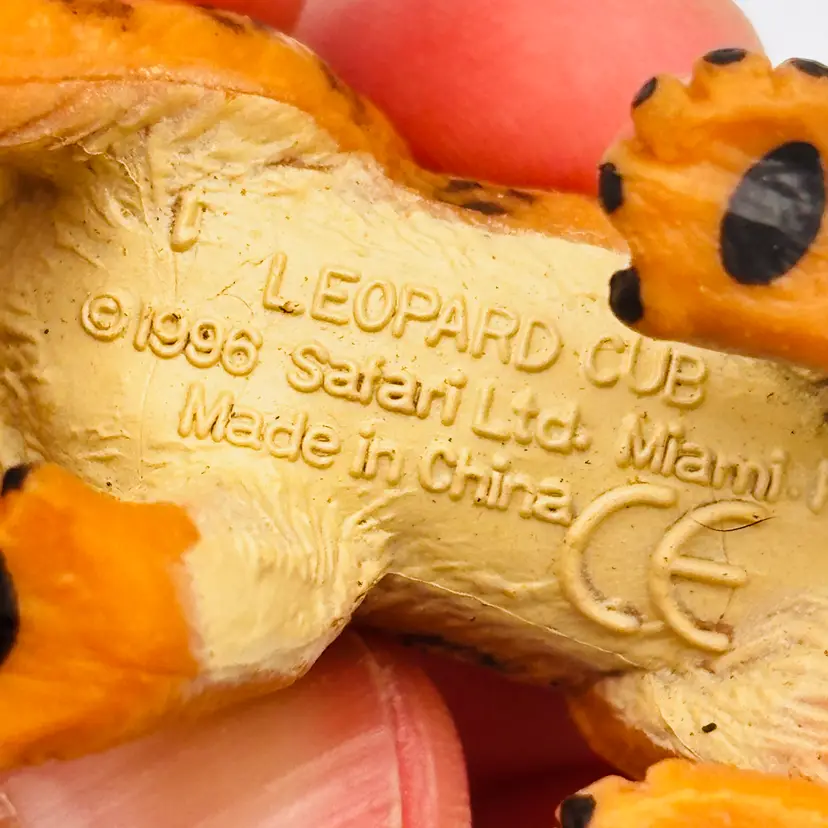 LEOPARD CUB
©1996 Safari Ltd. Miami.
Made in China
CE